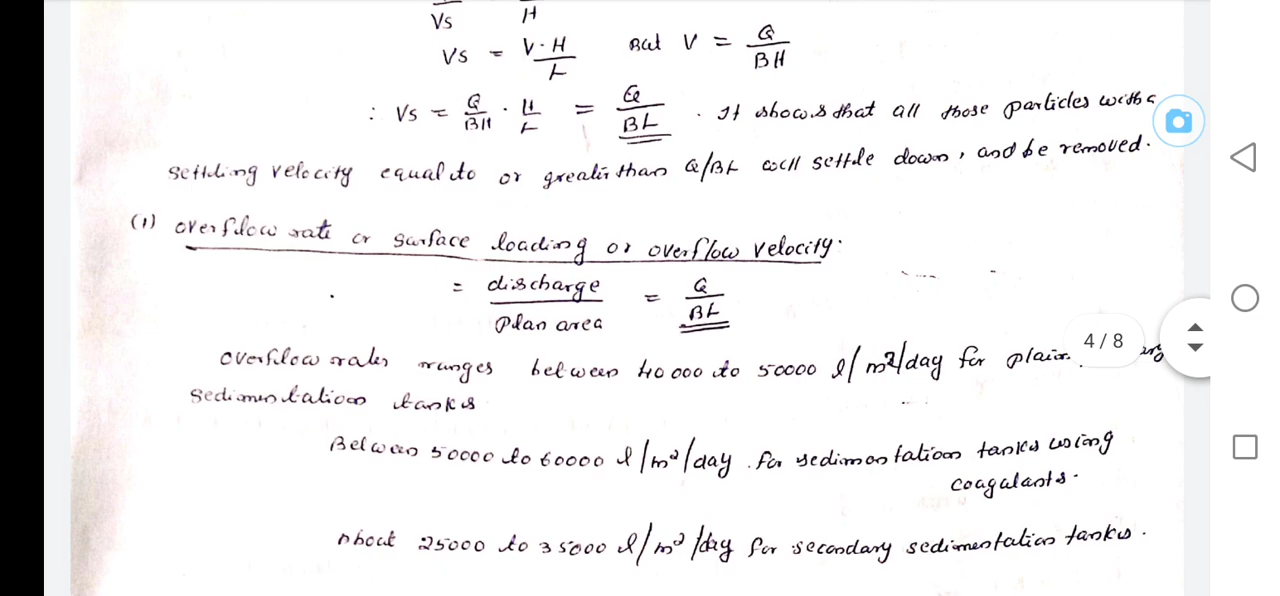 Vs H
Vs = V·H/L But V = Q/BH
: Vs = Q/BH · H/L = Q/BL . It shows that all those particles with a
settling velocity equal to or greater than Q/BL will settle down, and be removed.
(1) overflow rate or surface loading or overflow velocity.
= discharge/Plan area = Q/BL
overflow rates ranges between 40000 to 50000 l/m²/day for plain
4/8
Sedimentation tanks
Between 50000 to 60000 l/m²/day. for sedimentation tanks using
coagulants.
About 25000 to 35000 l/m²/day for secondary sedimentation tanks.